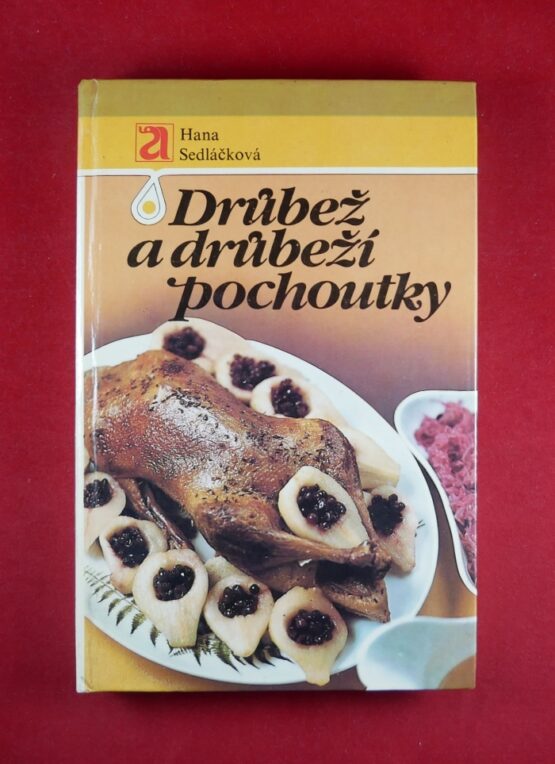 a
Hana
Sedláčková
Drůbež
a drůbeží
pochoutky